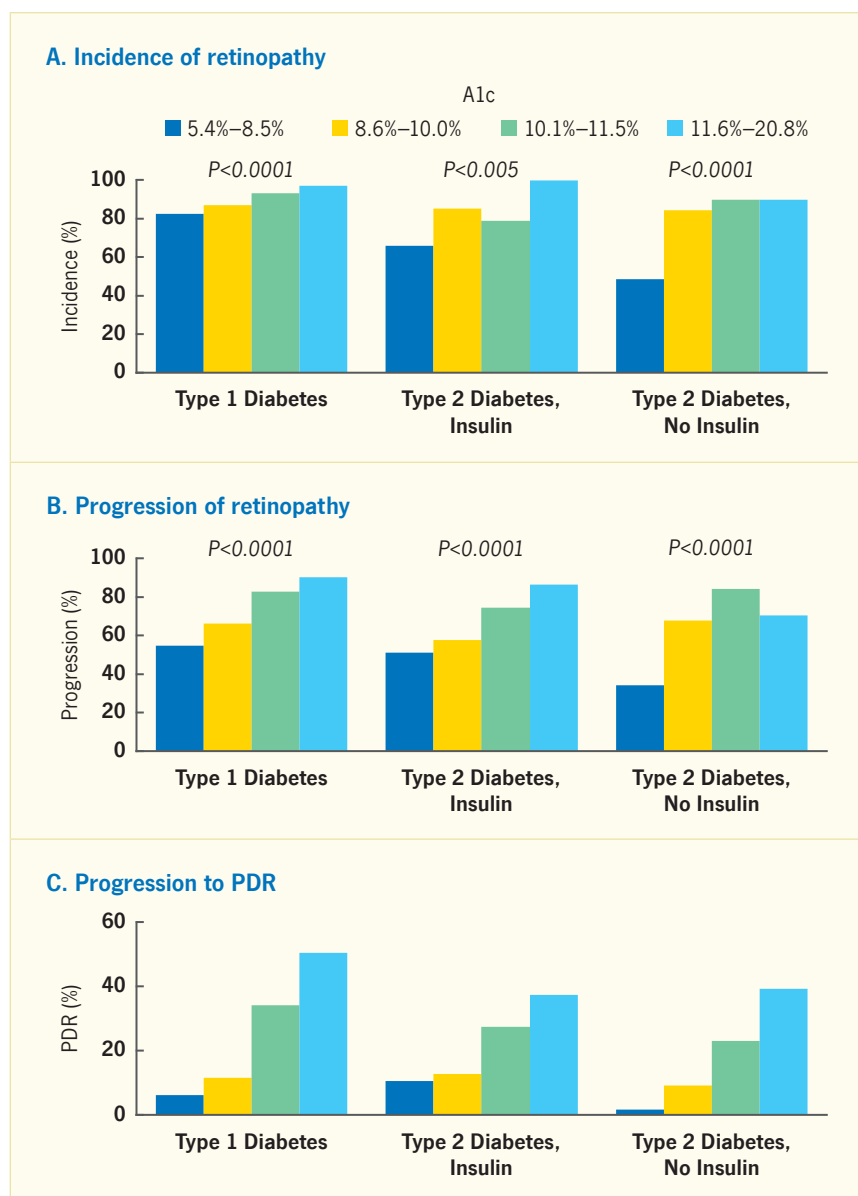 A. Incidence of retinopathy
A1c
5.4%–8.5% 8.6%–10.0% 10.1%–11.5% 11.6%–20.8%
P<0.0001 P<0.005 P<0.0001
Incidence (%)
100
80
60
40
20
0
Type 1 Diabetes Type 2 Diabetes, Type 2 Diabetes,
Insulin No Insulin
B. Progression of retinopathy
P<0.0001 P<0.0001 P<0.0001
Progression (%)
100
80
60
40
20
0
Type 1 Diabetes Type 2 Diabetes, Type 2 Diabetes,
Insulin No Insulin
C. Progression to PDR
PDR (%)
60
40
20
0
Type 1 Diabetes Type 2 Diabetes, Type 2 Diabetes,
Insulin No Insulin